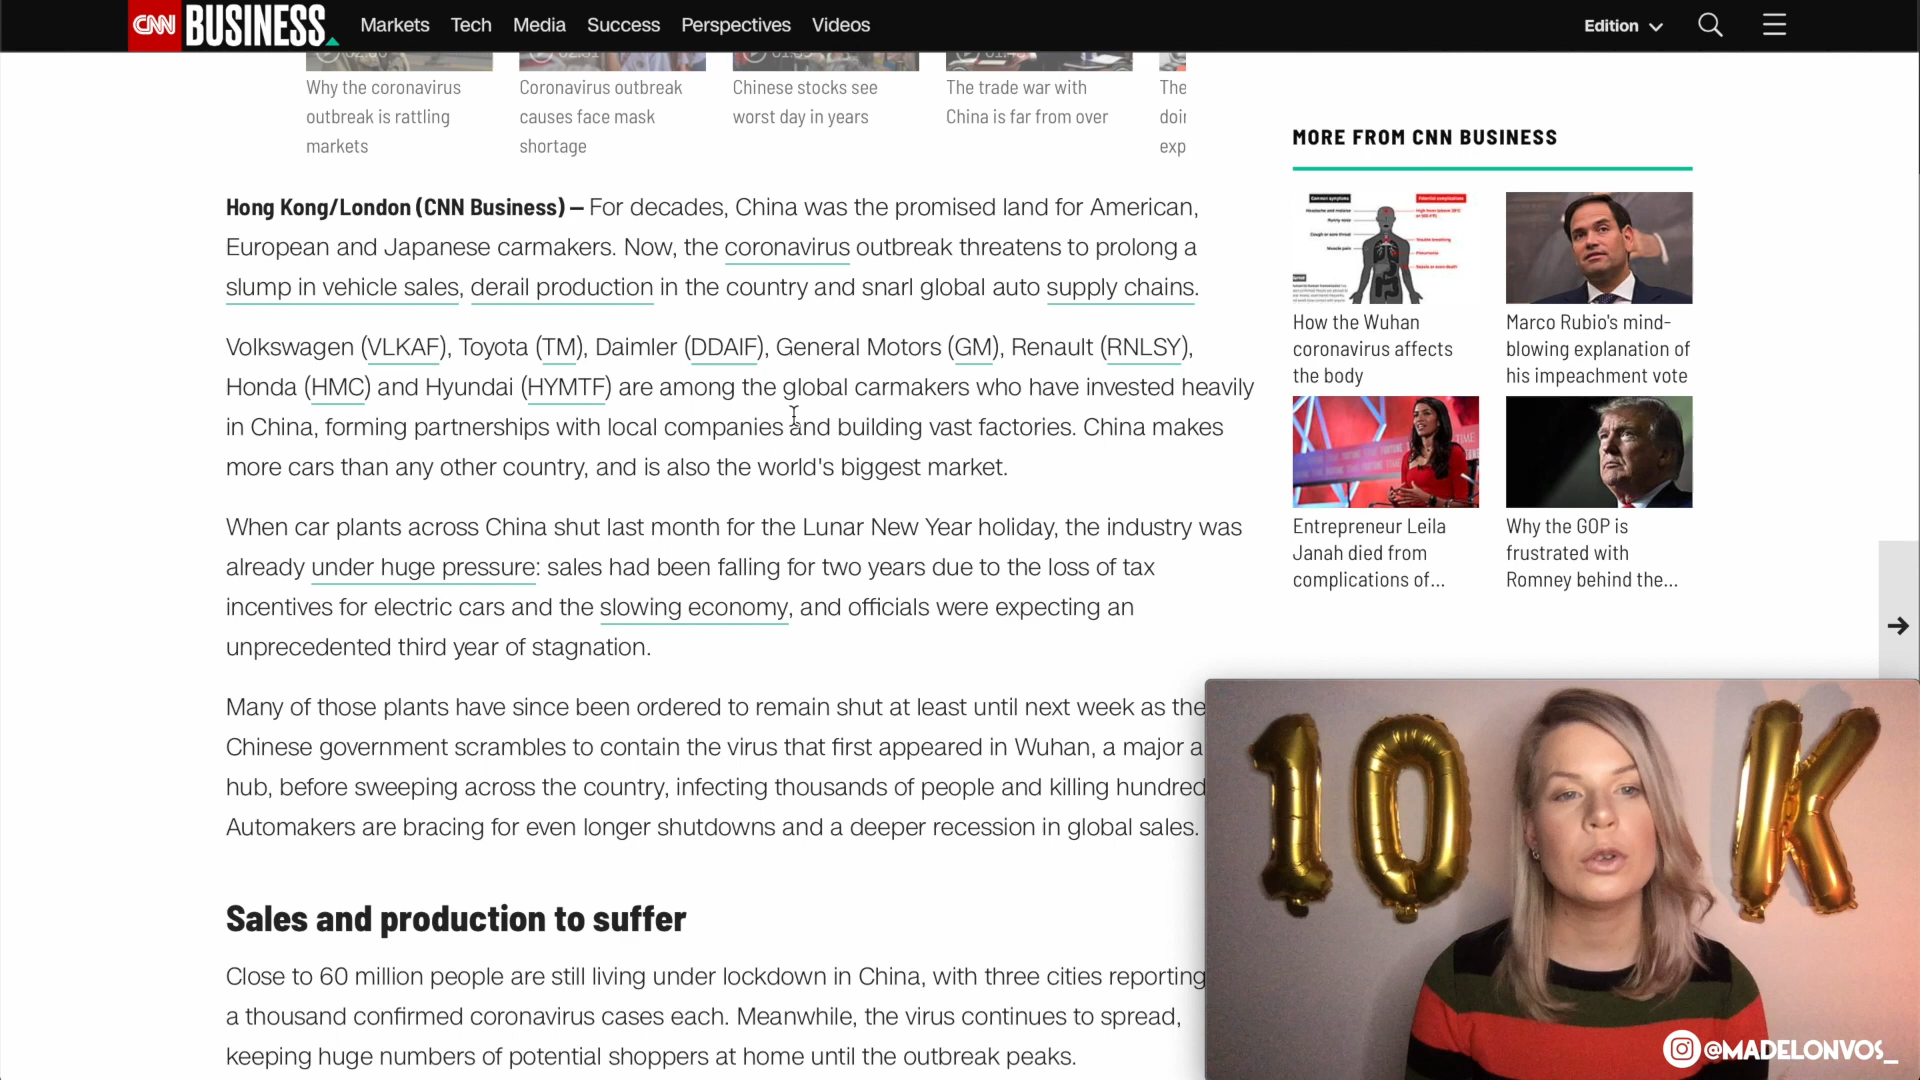 CNN BUSINESS Markets Tech Media Success Perspectives Videos Edition
Why the coronavirus
outbreak is rattling
markets
Coronavirus outbreak
causes face mask
shortage
Chinese stocks see
worst day in years
The trade war with
China is far from over
The
doin
exp
Hong Kong/London (CNN Business) — For decades, China was the promised land for American,
European and Japanese carmakers. Now, the coronavirus outbreak threatens to prolong a
slump in vehicle sales, derail production in the country and snarl global auto supply chains.
Volkswagen (VLKAF), Toyota (TM), Daimler (DDAIF), General Motors (GM), Renault (RNLSY),
Honda (HMC) and Hyundai (HYMTF) are among the global carmakers who have invested heavily
in China, forming partnerships with local companies and building vast factories. China makes
more cars than any other country, and is also the world's biggest market.
When car plants across China shut last month for the Lunar New Year holiday, the industry was
already under huge pressure: sales had been falling for two years due to the loss of tax
incentives for electric cars and the slowing economy, and officials were expecting an
unprecedented third year of stagnation.
Many of those plants have since been ordered to remain shut at least until next week as the
Chinese government scrambles to contain the virus that first appeared in Wuhan, a major a
hub, before sweeping across the country, infecting thousands of people and killing hundred
Automakers are bracing for even longer shutdowns and a deeper recession in global sales.
Sales and production to suffer
Close to 60 million people are still living under lockdown in China, with three cities reporting
a thousand confirmed coronavirus cases each. Meanwhile, the virus continues to spread,
keeping huge numbers of potential shoppers at home until the outbreak peaks.
MORE FROM CNN BUSINESS
How the Wuhan
coronavirus affects
the body
Marco Rubio's mind-
blowing explanation of
his impeachment vote
Entrepreneur Leila
Janah died from
complications of...
Why the GOP is
frustrated with
Romney behind the...
10 K
@MADELONVOS_